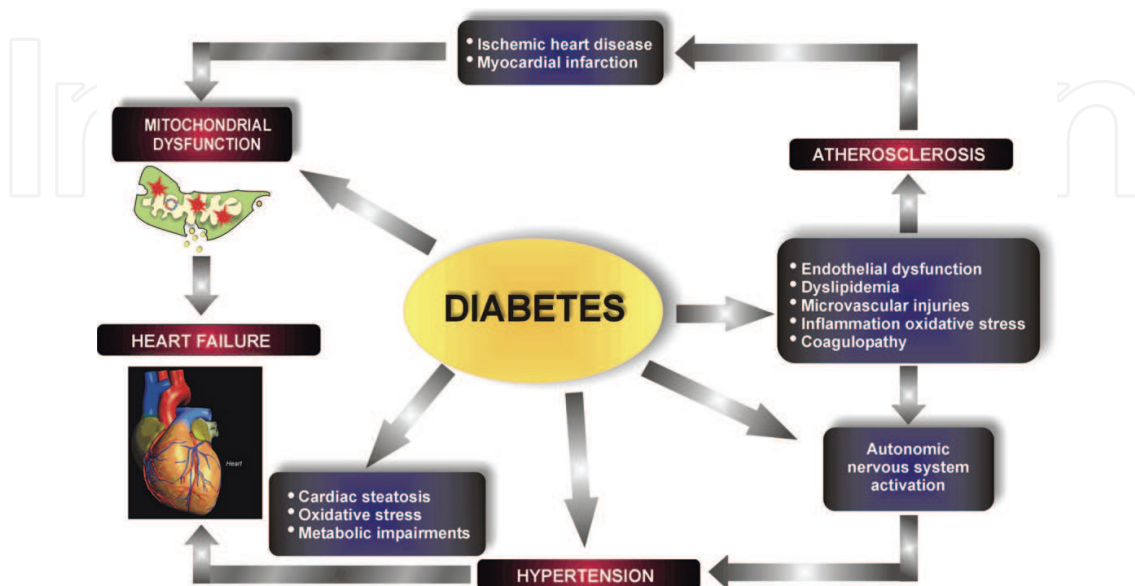 • Ischemic heart disease
• Myocardial infarction
MITOCHONDRIAL
DYSFUNCTION
ATHEROSCLEROSIS
• Endothelial dysfunction
• Dyslipidemia
• Microvascular injuries
• Inflammation oxidative stress
• Coagulopathy
DIABETES
HEART FAILURE
Heart
• Cardiac steatosis
• Oxidative stress
• Metabolic impairments
Autonomic
nervous system
activation
HYPERTENSION